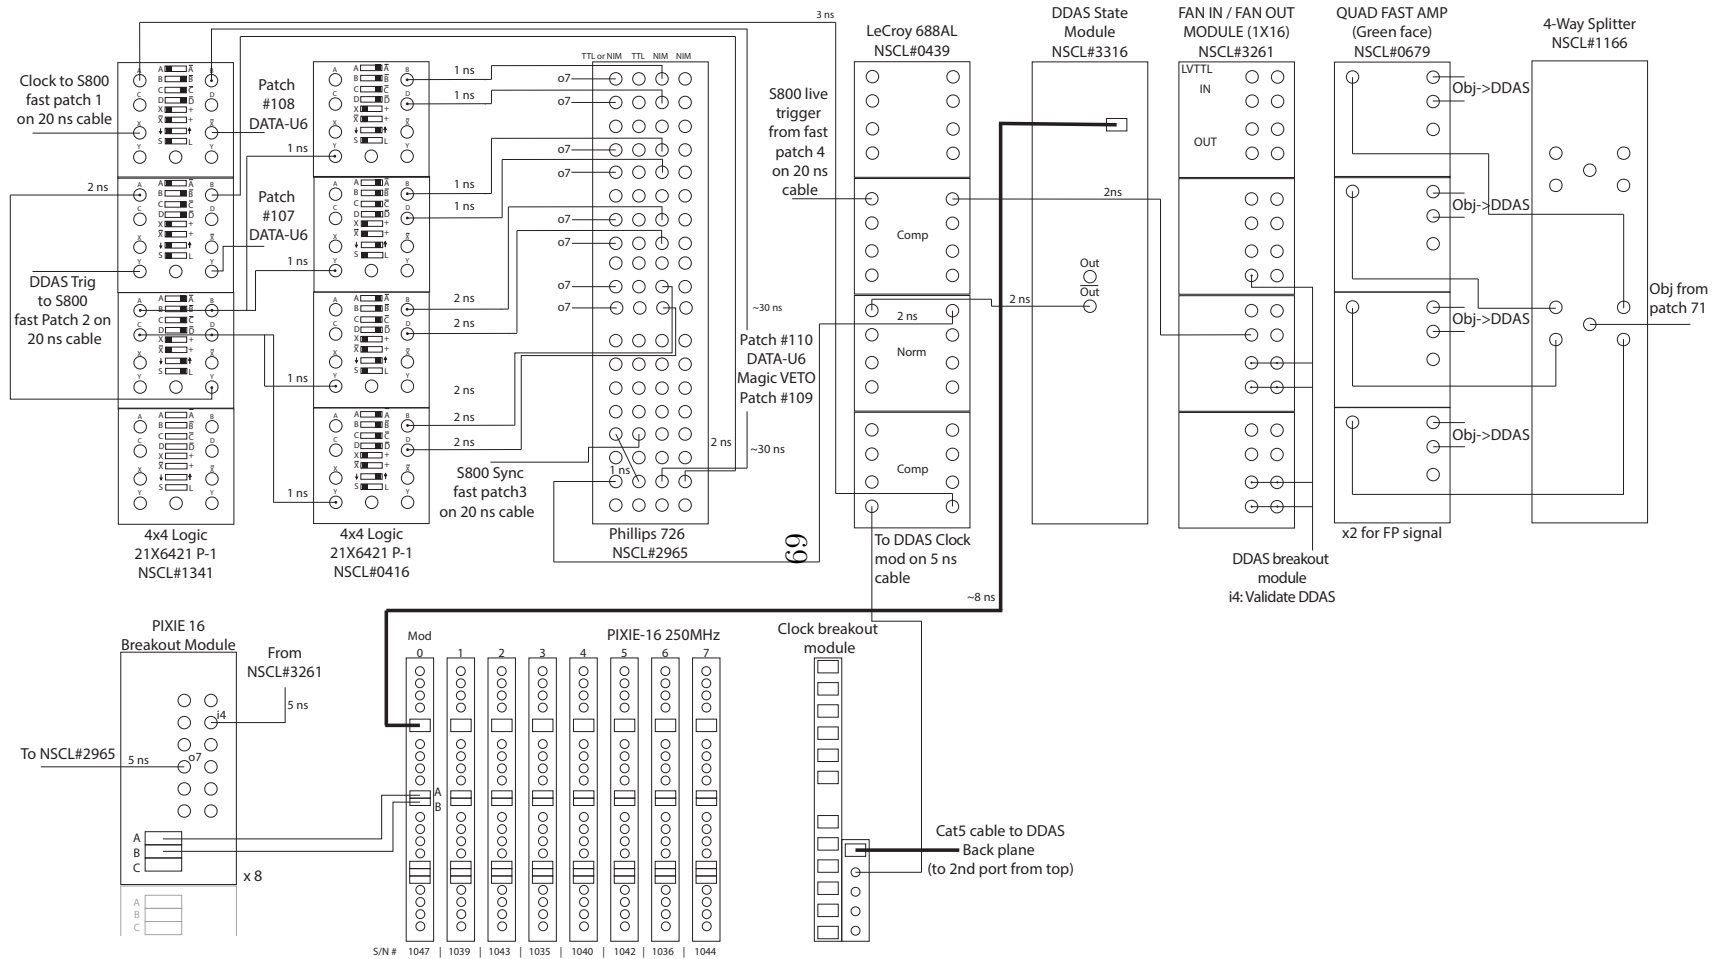 3 ns
LeCroy 688AL
NSCL#0439
DDAS State
Module
NSCL#3316
FAN IN / FAN OUT
MODULE (1X16)
NSCL#3261
QUAD FAST AMP
(Green face)
NSCL#0679
4-Way Splitter
NSCL#1166
Clock to S800
fast patch 1
on 20 ns cable
Patch
#108
DATA-U6
1 ns
2 ns
Patch
#107
DATA-U6
1 ns
DDAS Trig
to S800
fast Patch 2 on
20 ns cable
1 ns
1 ns
A
B
C
D
X
Y
S
L
4x4 Logic
21X6421 P-1
NSCL#1341
4x4 Logic
21X6421 P-1
NSCL#0416
1 ns
1 ns
1 ns
1 ns
2 ns
2 ns
2 ns
2 ns
2 ns
TTL or NIM TTL NIM NIM
o7
o7
o7
o7
o7
o7
o7
o7
S800 Sync
fast patch3
on 20 ns cable
1 ns
2 ns
Phillips 726
NSCL#2965
~30 ns
Patch #110
DATA-U6
Magic VETO
Patch #109
~30 ns
69
S800 live
trigger
from fast
patch 4
on 20 ns
cable
Comp
2 ns
Norm
Comp
2ns
2 ns
Out
Out
To DDAS Clock
mod on 5 ns
cable
~8 ns
LVTTL
IN
OUT
DDAS breakout
module
i4: Validate DDAS
Obj->DDAS
Obj->DDAS
Obj->DDAS
Obj->DDAS
x2 for FP signal
Obj from
patch 71
PIXIE 16
Breakout Module
From
NSCL#3261
5 ns
i4
To NSCL#2965
5 ns
o7
A
B
C
x 8
A
B
C
Mod
PIXIE-16 250MHz
0 1 2 3 4 5 6 7
A
B
S/N # 1047 | 1039 | 1043 | 1035 | 1040 | 1042 | 1036 | 1044
Clock breakout
module
Cat5 cable to DDAS
Back plane
(to 2nd port from top)